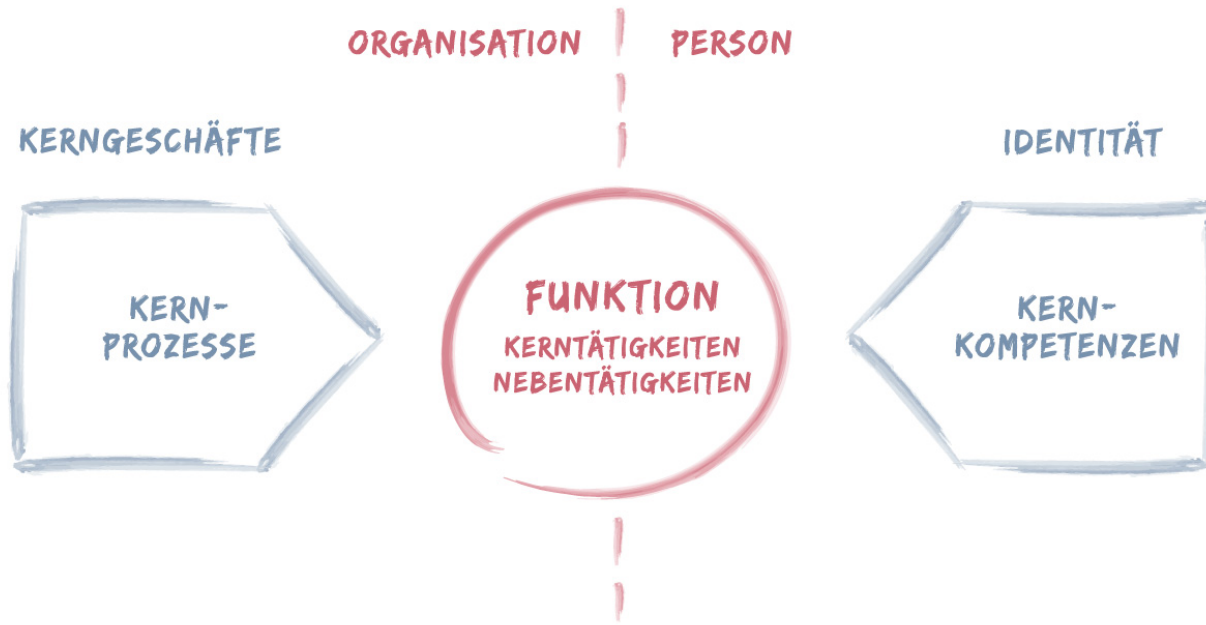 ORGANISATION
PERSON
KERNGESCHÄFTE
IDENTITÄT
KERN-
PROZESSE
FUNKTION
KERNTÄTIGKEITEN
NEBENTÄTIGKEITEN
KERN-
KOMPETENZEN